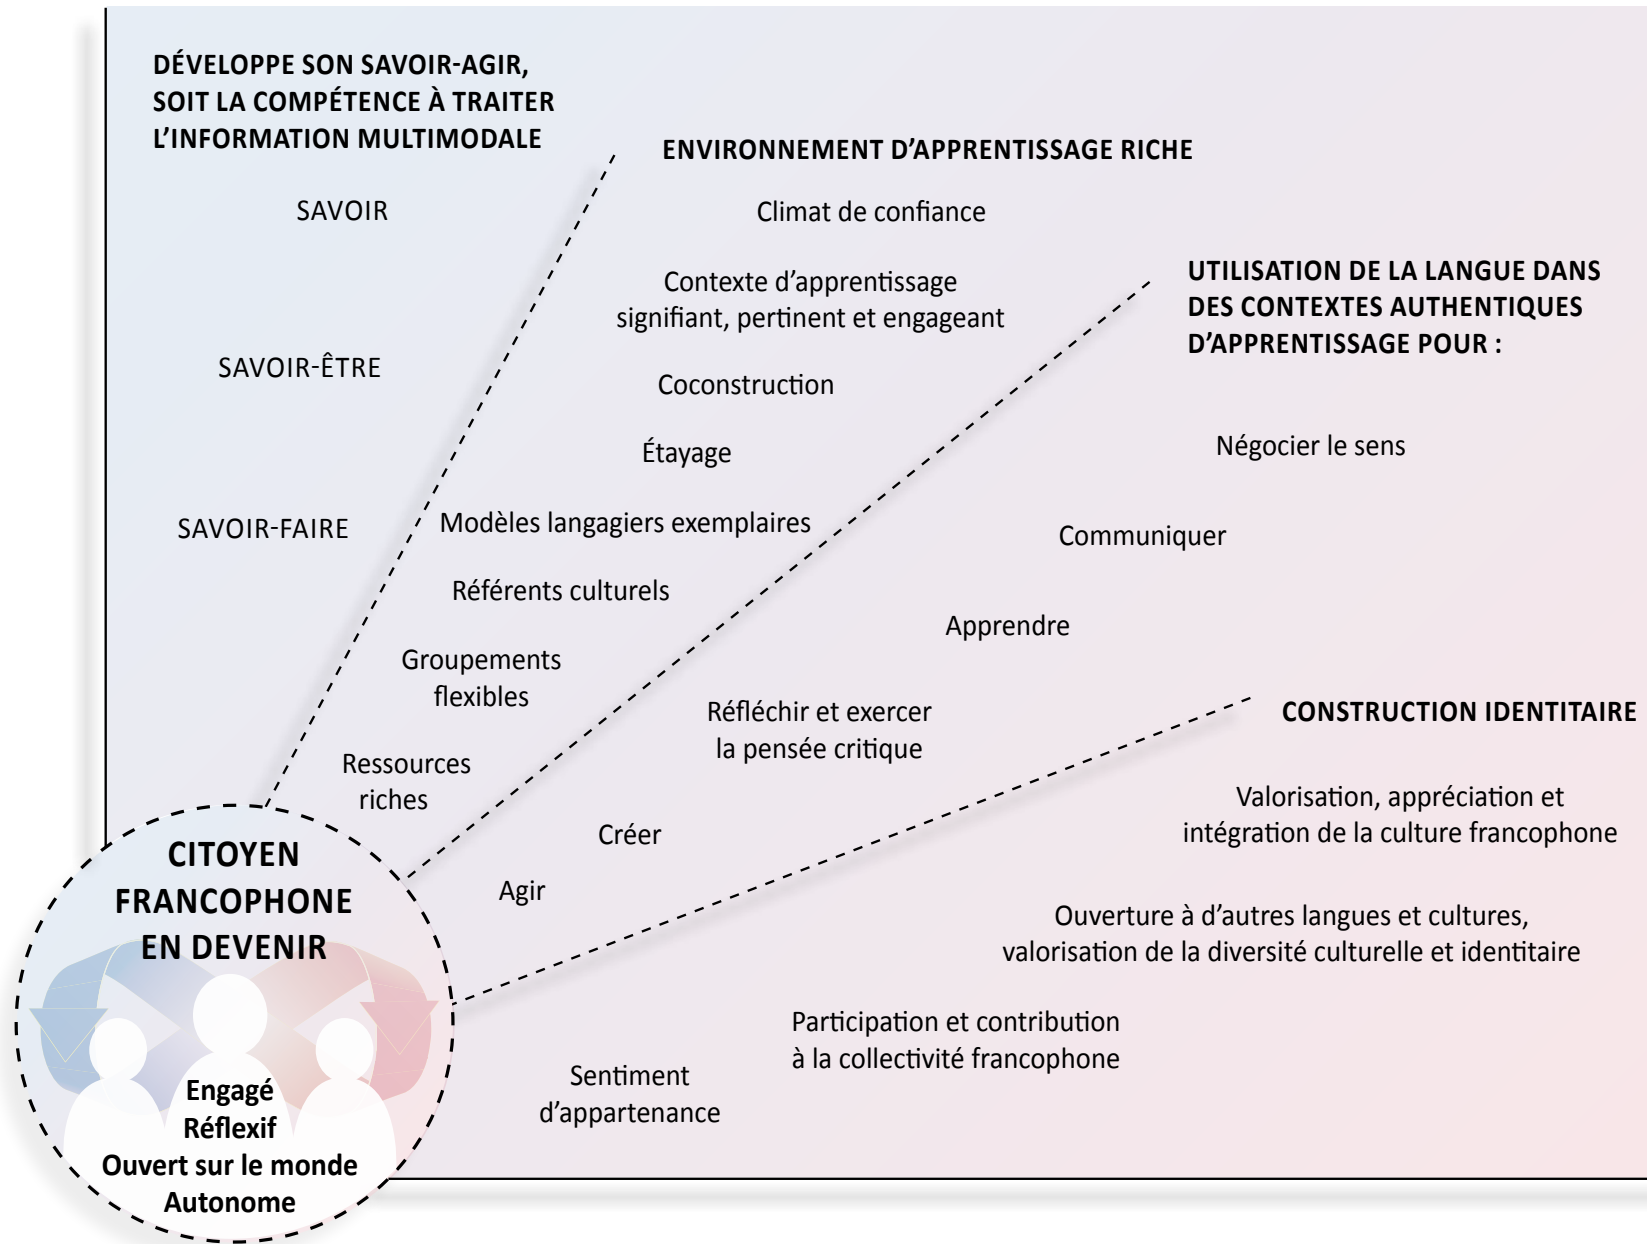 DÉVELOPPE SON SAVOIR-AGIR,
SOIT LA COMPÉTENCE À TRAITER
L’INFORMATION MULTIMODALE
SAVOIR
SAVOIR-ÊTRE
SAVOIR-FAIRE
ENVIRONNEMENT D’APPRENTISSAGE RICHE
Climat de confiance
Contexte d’apprentissage
signifiant, pertinent et engageant
Coconstruction
Étayage
Modèles langagiers exemplaires
Référents culturels
Groupements
flexibles
Ressources
riches
UTILISATION DE LA LANGUE DANS
DES CONTEXTES AUTHENTIQUES
D’APPRENTISSAGE POUR :
Négocier le sens
Communiquer
Apprendre
Réfléchir et exercer
la pensée critique
Créer
Agir
CONSTRUCTION IDENTITAIRE
Valorisation, appréciation et
intégration de la culture francophone
Ouverture à d’autres langues et cultures,
valorisation de la diversité culturelle et identitaire
Participation et contribution
à la collectivité francophone
Sentiment
d’appartenance
CITOYEN
FRANCOPHONE
EN DEVENIR
Engagé
Réflexif
Ouvert sur le monde
Autonome